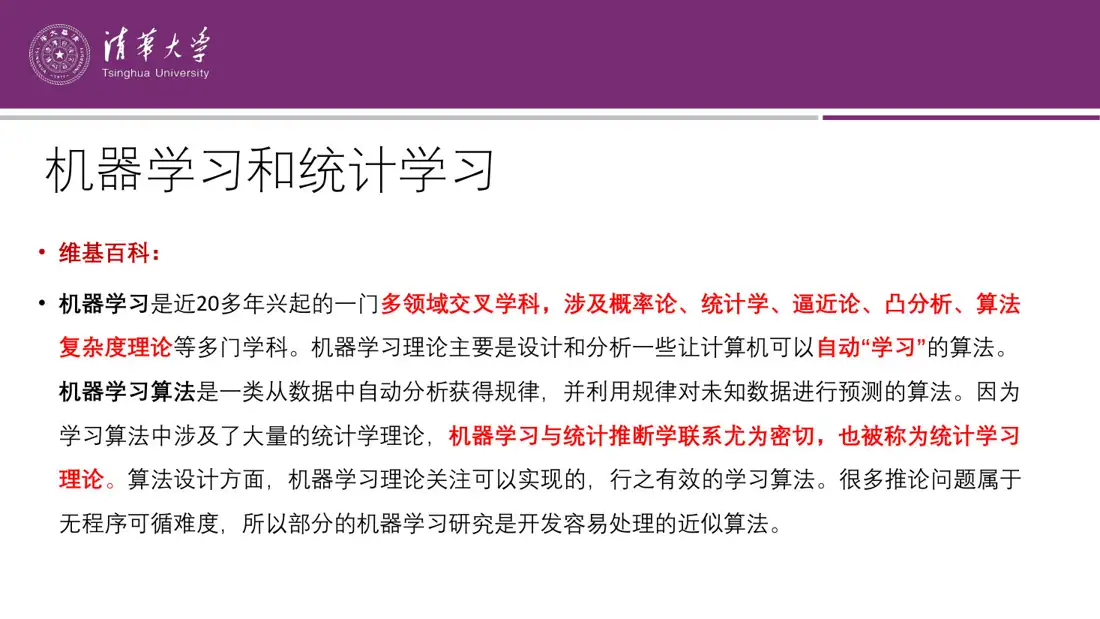 清华大学
Tsinghua University
机器学习和统计学习
• 维基百科：
• 机器学习是近20多年兴起的一门多领域交叉学科，涉及概率论、统计学、逼近论、凸分析、算法
复杂度理论等多门学科。机器学习理论主要是设计和分析一些让计算机可以自动“学习”的算法。
机器学习算法是一类从数据中自动分析获得规律，并利用规律对未知数据进行预测的算法。因为
学习算法中涉及了大量的统计学理论，机器学习与统计推断学联系尤为密切，也被称为统计学习
理论。算法设计方面，机器学习理论关注可以实现的，行之有效的学习算法。很多推论问题属于
无程序可循难度，所以部分的机器学习研究是开发容易处理的近似算法。